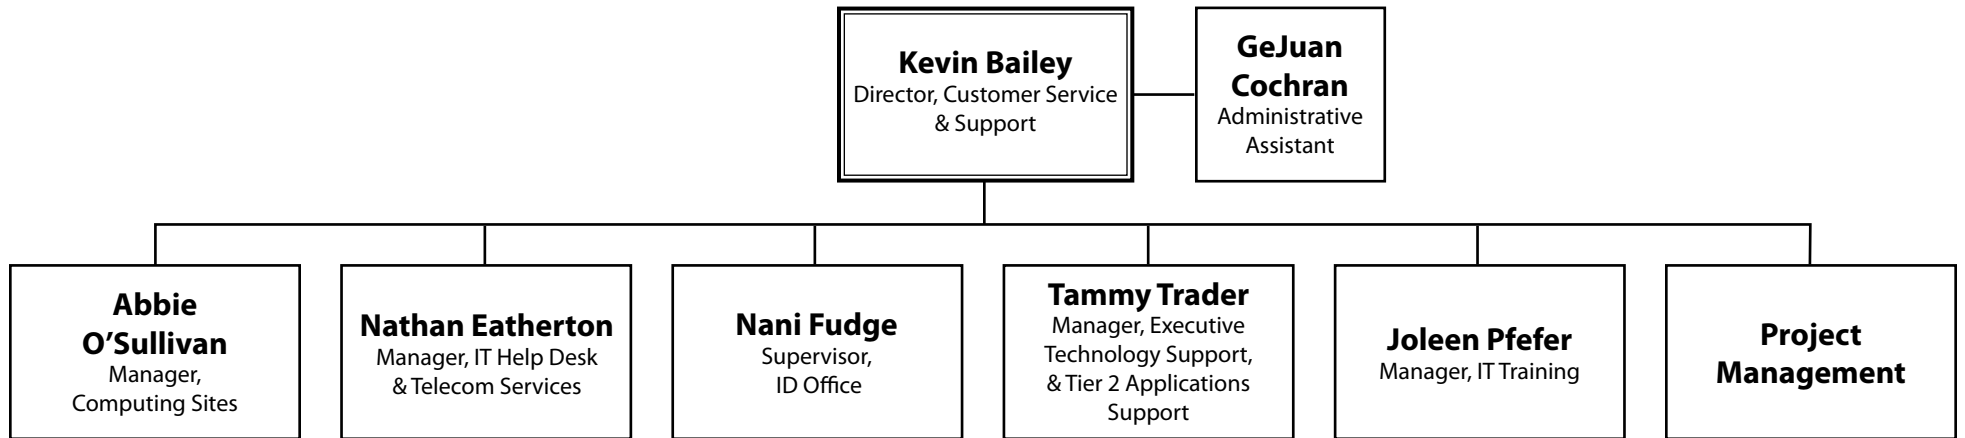 Kevin Bailey
Director, Customer Service
& Support
GeJuan
Cochran
Administrative
Assistant
Abbie
O'Sullivan
Manager,
Computing Sites
Nathan Eatherton
Manager, IT Help Desk
& Telecom Services
Nani Fudge
Supervisor,
ID Office
Tammy Trader
Manager, Executive
Technology Support,
& Tier 2 Applications
Support
Joleen Pfefer
Manager, IT Training
Project
Management